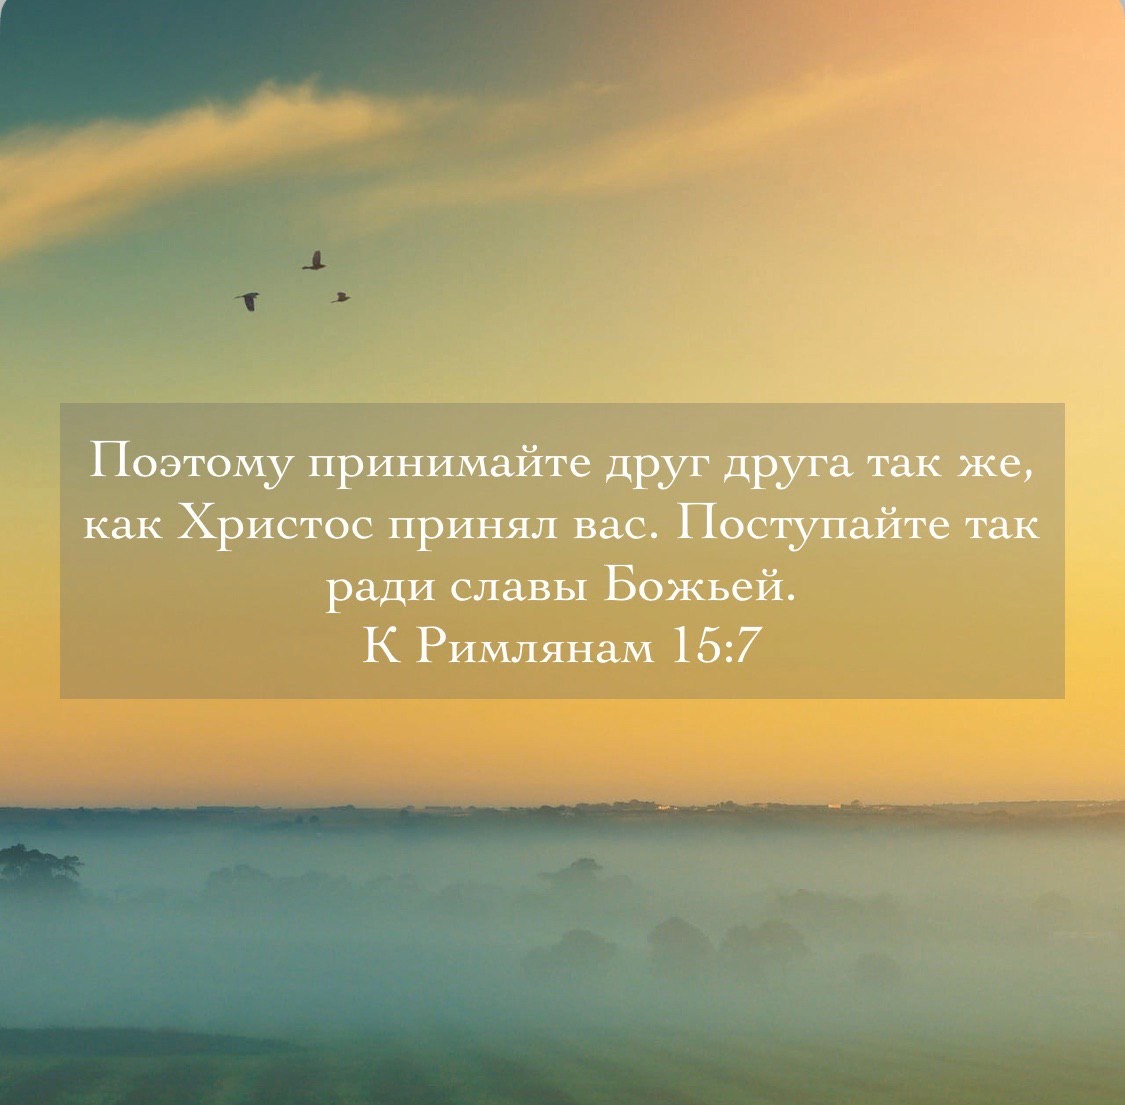 Поэтому принимайте друг друга так же,
как Христос принял вас. Поступайте так
ради славы Божьей.
К Римлянам 15:7